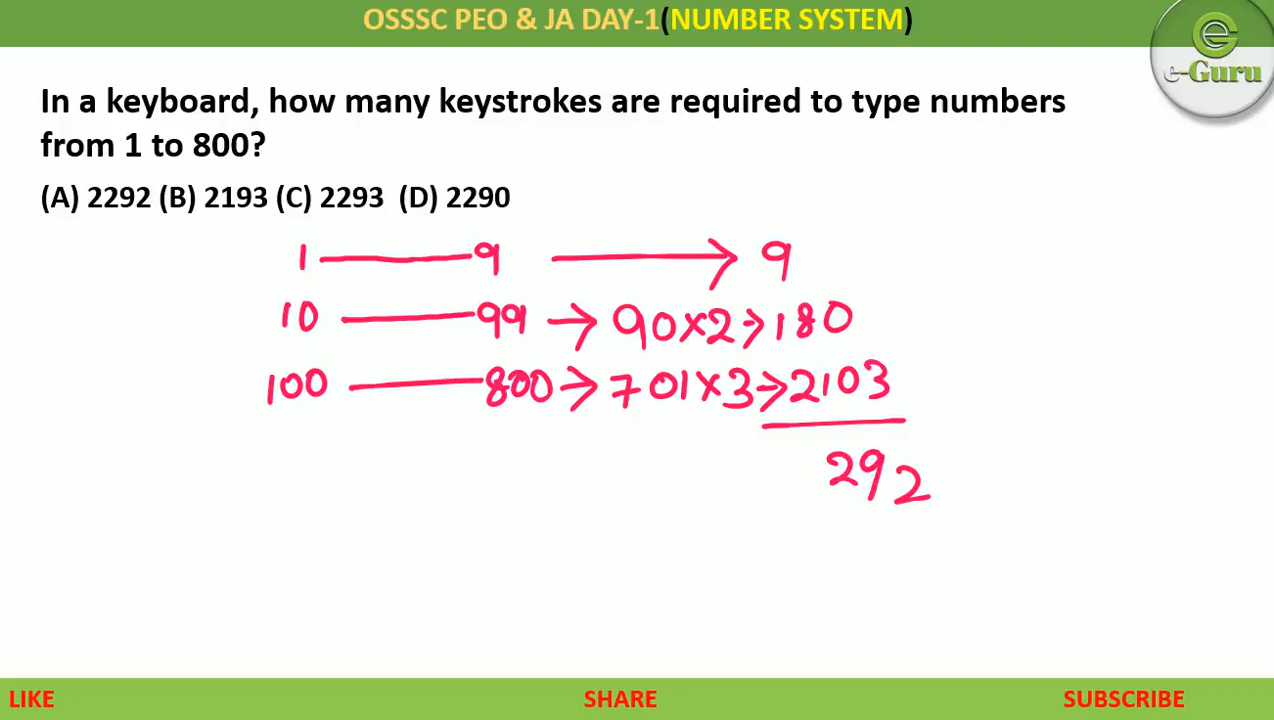 OSSSC PEO & JA DAY-1(NUMBER SYSTEM)
e-Guru
In a keyboard, how many keystrokes are required to type numbers
from 1 to 800?
(A) 2292 (B) 2193 (C) 2293 (D) 2290
1 — 9 → 9
10 — 99 → 90×2 → 180
100 — 800 → 701×3 → 2103
292
LIKE SHARE SUBSCRIBE